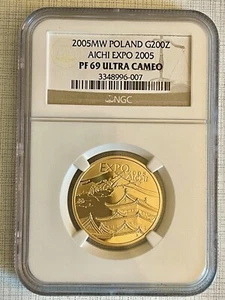 2005MW POLAND G200Z
AICHI EXPO 2005
PF 69 ULTRA CAMEO
3348996-007
NGC
EXPO